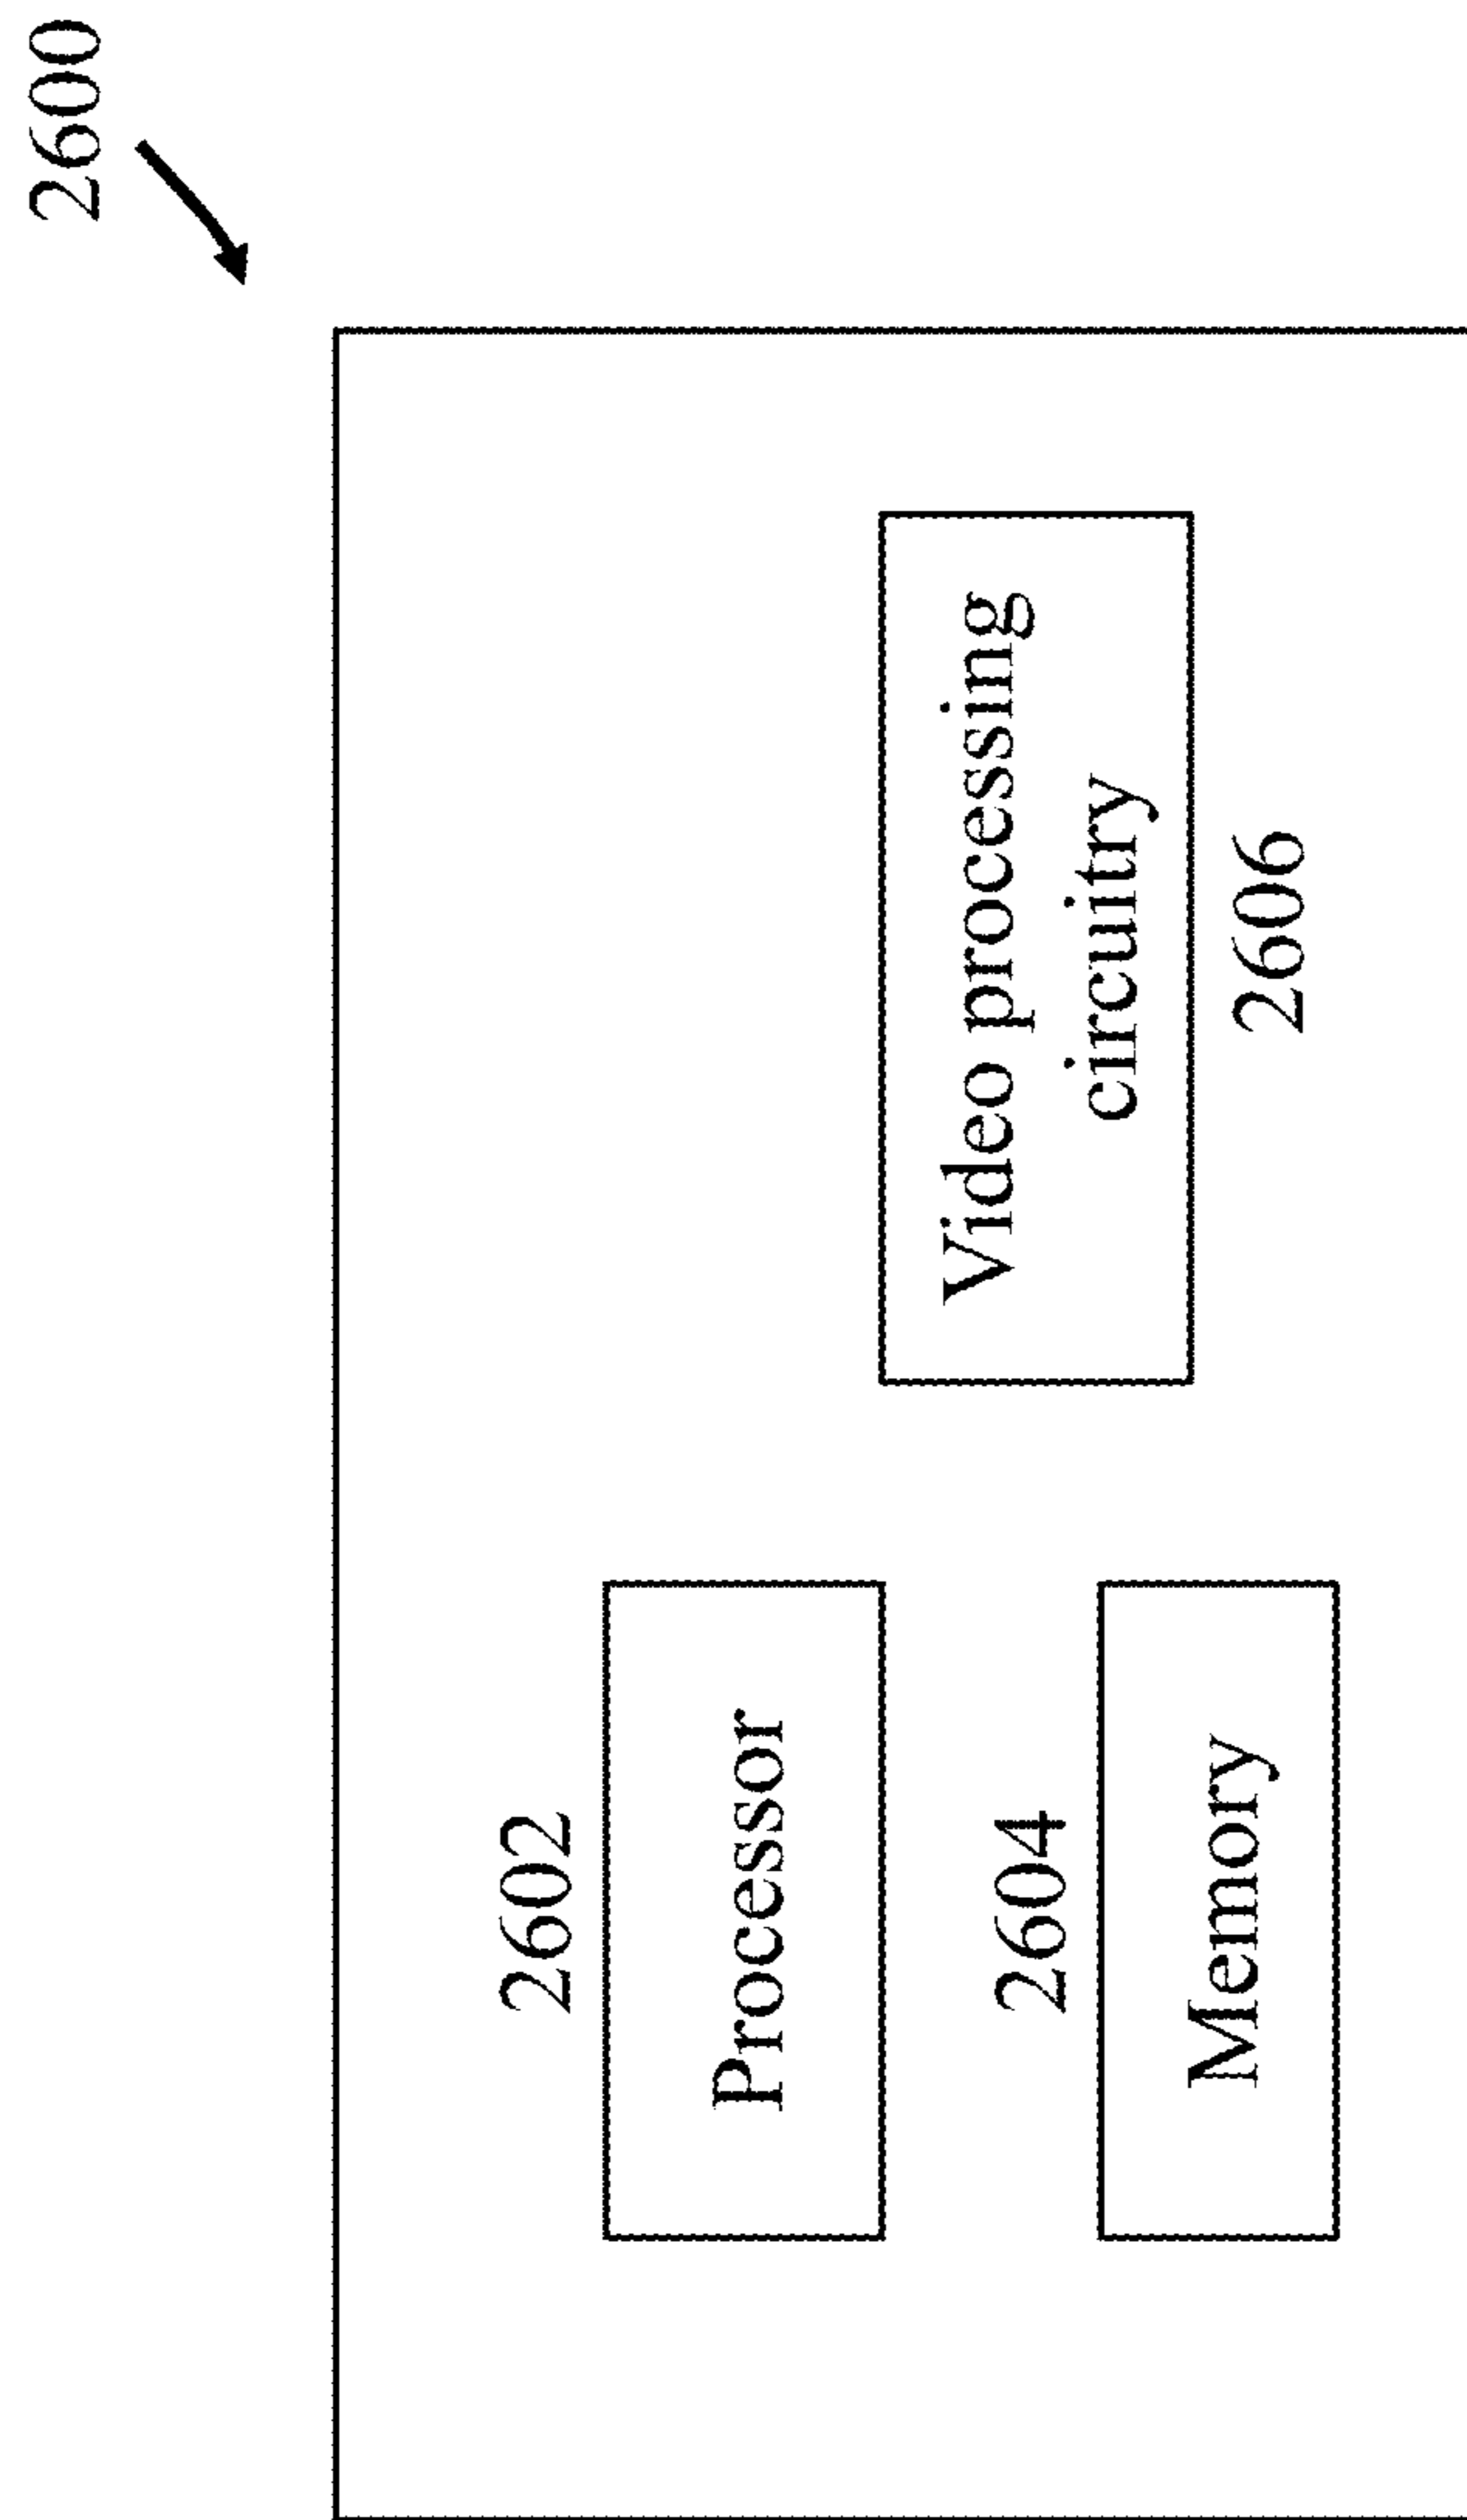 2600
2602
Processor
2604
Memory
Video processing
circuitry
2606